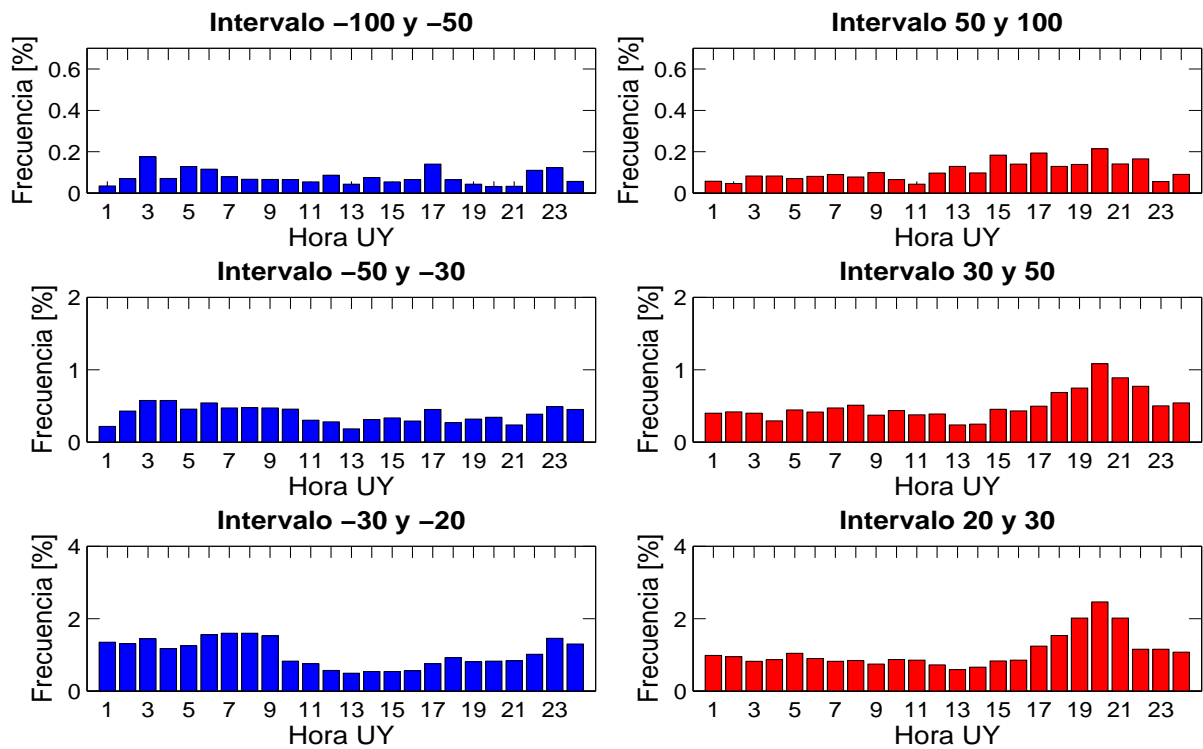 Intervalo −100 y −50
Frecuencia [%]
0.6
0.4
0.2
0
1 3 5 7 9 11 13 15 17 19 21 23
Hora UY
Intervalo 50 y 100
Frecuencia [%]
0.6
0.4
0.2
0
1 3 5 7 9 11 13 15 17 19 21 23
Hora UY
Intervalo −50 y −30
Frecuencia [%]
2
1
0
1 3 5 7 9 11 13 15 17 19 21 23
Hora UY
Intervalo 30 y 50
Frecuencia [%]
2
1
0
1 3 5 7 9 11 13 15 17 19 21 23
Hora UY
Intervalo −30 y −20
Frecuencia [%]
4
2
0
1 3 5 7 9 11 13 15 17 19 21 23
Hora UY
Intervalo 20 y 30
Frecuencia [%]
4
2
0
1 3 5 7 9 11 13 15 17 19 21 23
Hora UY